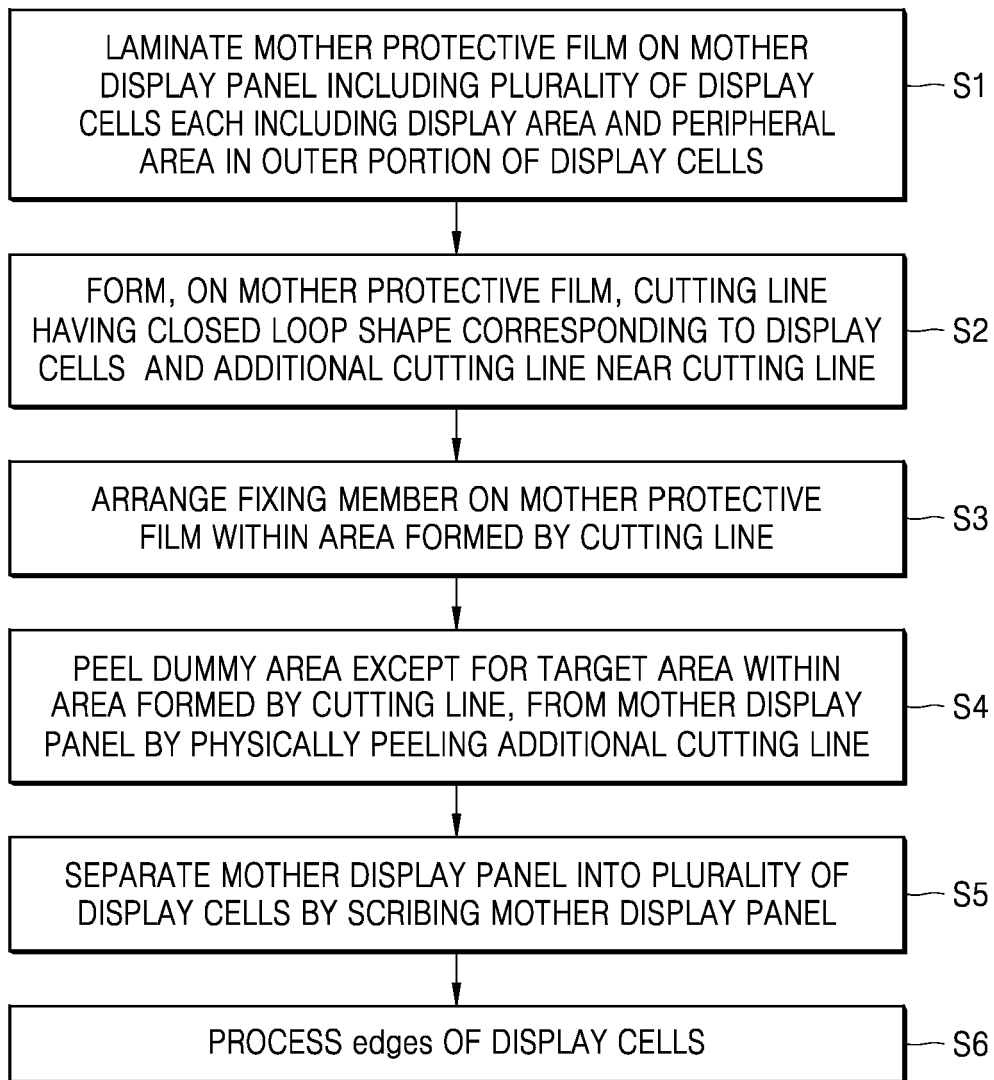 LAMINATE MOTHER PROTECTIVE FILM ON MOTHER
DISPLAY PANEL INCLUDING PLURALITY OF DISPLAY
CELLS EACH INCLUDING DISPLAY AREA AND PERIPHERAL
AREA IN OUTER PORTION OF DISPLAY CELLS
S1
FORM, ON MOTHER PROTECTIVE FILM, CUTTING LINE
HAVING CLOSED LOOP SHAPE CORRESPONDING TO DISPLAY
CELLS AND ADDITIONAL CUTTING LINE NEAR CUTTING LINE
S2
ARRANGE FIXING MEMBER ON MOTHER PROTECTIVE
FILM WITHIN AREA FORMED BY CUTTING LINE
S3
PEEL DUMMY AREA EXCEPT FOR TARGET AREA WITHIN
AREA FORMED BY CUTTING LINE, FROM MOTHER DISPLAY
PANEL BY PHYSICALLY PEELING ADDITIONAL CUTTING LINE
S4
SEPARATE MOTHER DISPLAY PANEL INTO PLURALITY OF
DISPLAY CELLS BY SCRIBING MOTHER DISPLAY PANEL
S5
PROCESS edges OF DISPLAY CELLS
S6